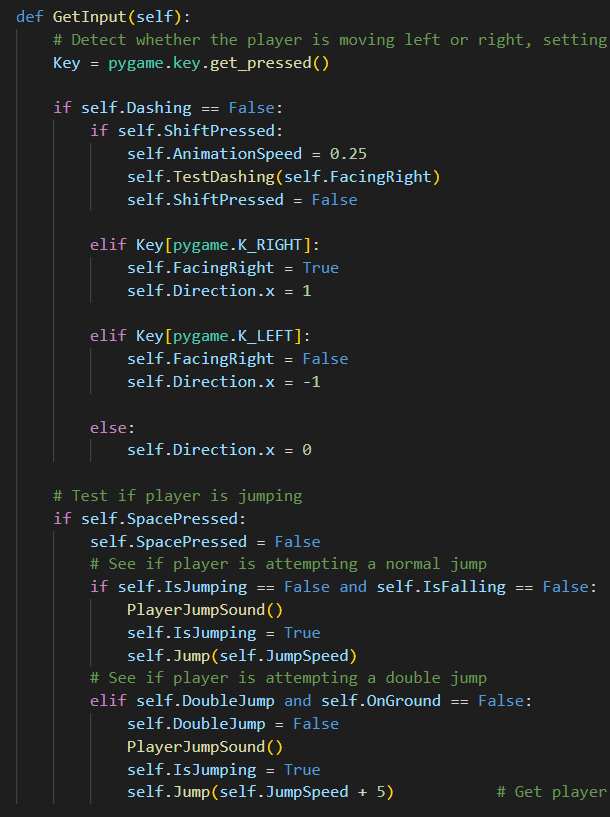 def GetInput(self):
# Detect whether the player is moving left or right, setting
Key = pygame.key.get_pressed()
if self.Dashing == False:
if self.ShiftPressed:
self.AnimationSpeed = 0.25
self.TestDashing(self.FacingRight)
self.ShiftPressed = False
elif Key[pygame.K_RIGHT]:
self.FacingRight = True
self.Direction.x = 1
elif Key[pygame.K_LEFT]:
self.FacingRight = False
self.Direction.x = -1
else:
self.Direction.x = 0
# Test if player is jumping
if self.SpacePressed:
self.SpacePressed = False
# See if player is attempting a normal jump
if self.IsJumping == False and self.IsFalling == False:
PlayerJumpSound()
self.IsJumping = True
self.Jump(self.JumpSpeed)
# See if player is attempting a double jump
elif self.DoubleJump and self.OnGround == False:
self.DoubleJump = False
PlayerJumpSound()
self.IsJumping = True
self.Jump(self.JumpSpeed + 5) # Get player